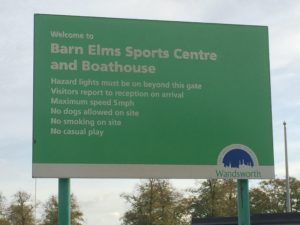 Welcome to
Barn Elms Sports Centre
and Boathouse
Hazard lights must be on beyond this gate
Visitors report to reception on arrival
Maximum speed 5mph
No dogs allowed on site
No smoking on site
No casual play
Wandsworth